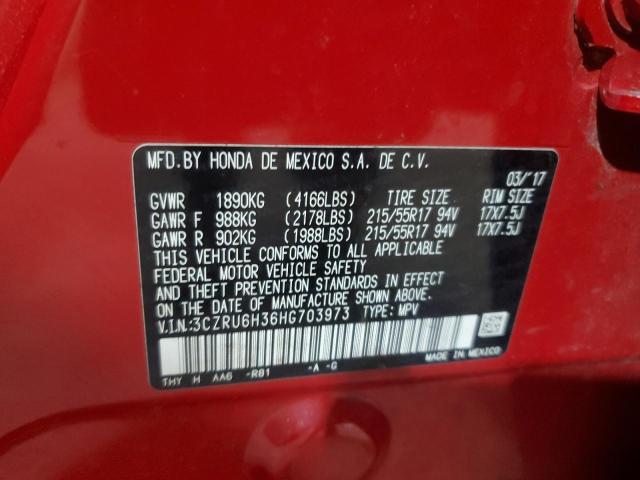 MFD. BY HONDA DE MEXICO S.A. DE C.V.
03/'17
GVWR 1890KG (4166LBS) TIRE SIZE RIM SIZE
GAWR F 988KG (2178LBS) 215/55R17 94V 17X7.5J
GAWR R 902KG (1988LBS) 215/55R17 94V 17X7.5J
THIS VEHICLE CONFORMS TO ALL APPLICABLE
FEDERAL MOTOR VEHICLE SAFETY
AND THEFT PREVENTION STANDARDS IN EFFECT
ON THE DATE OF MANUFACTURE SHOWN ABOVE.
V.I.N.:3CZRU6H36HG703973 TYPE: MPV
THY H AA6 -R81 -A -G MADE IN MEXICO